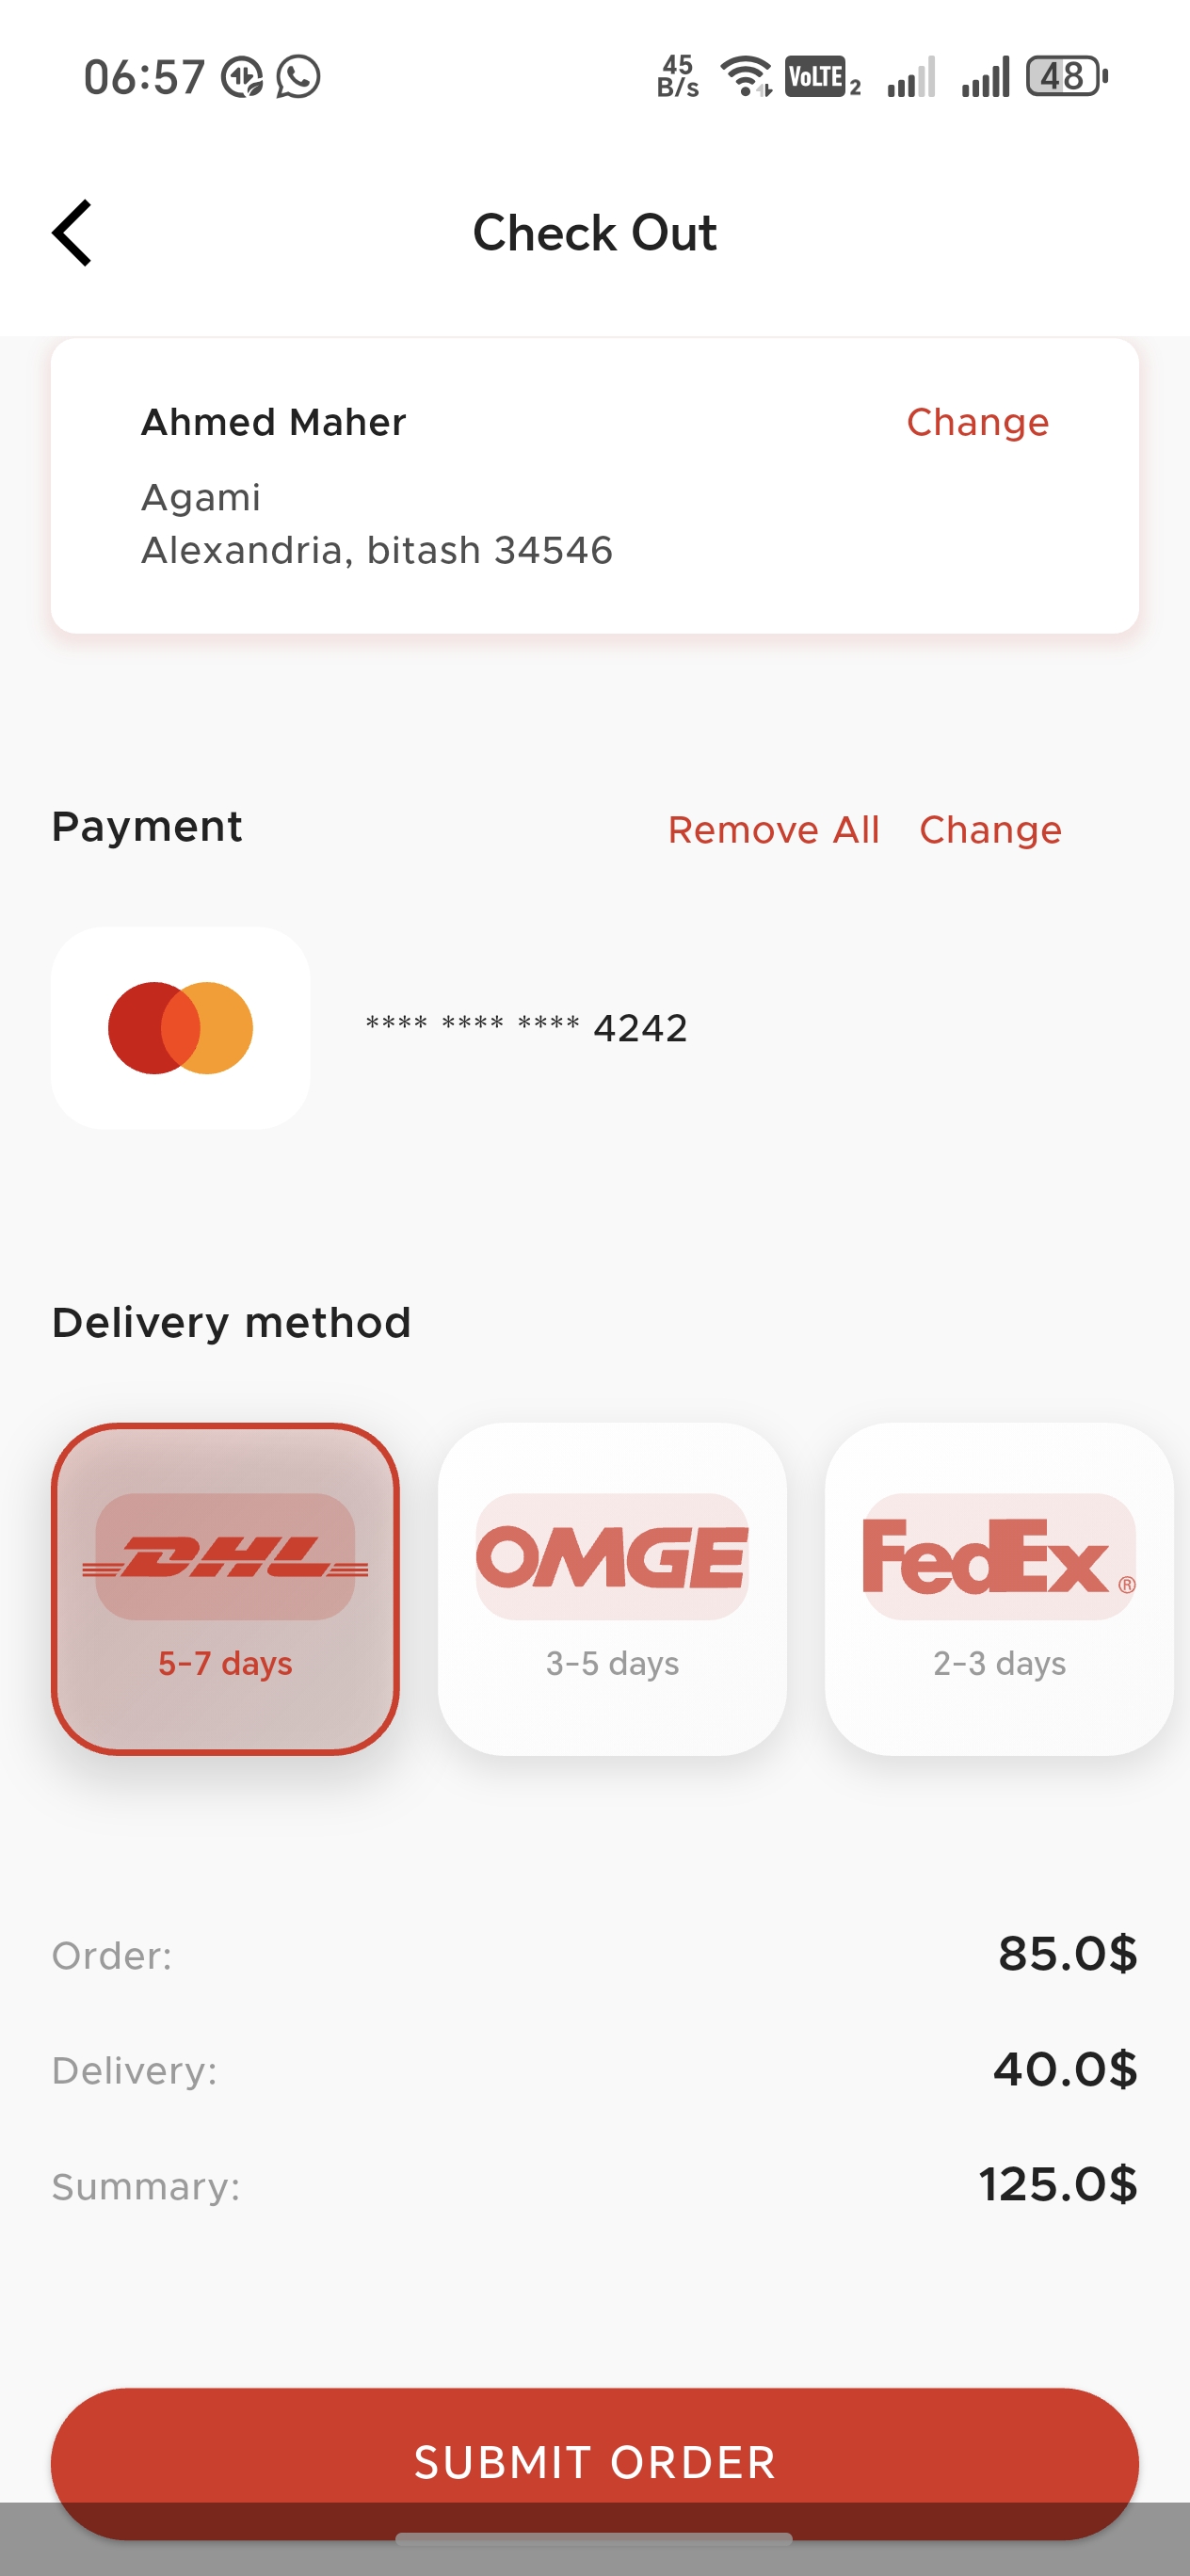 06:57 45 B/s VoLTE 2 48
Check Out
Ahmed Maher Change
Agami
Alexandria, bitash 34546
Payment Remove All Change
**** **** **** 4242
Delivery method
DHL OMGE FedEx®
5-7 days 3-5 days 2-3 days
Order: 85.0$
Delivery: 40.0$
Summary: 125.0$
SUBMIT ORDER